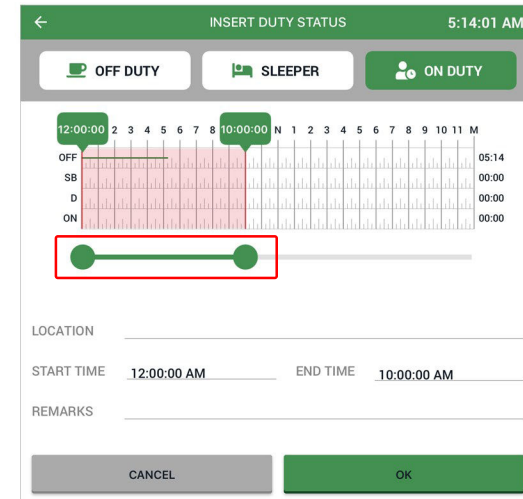 INSERT DUTY STATUS 5:14:01 AM
OFF DUTY SLEEPER ON DUTY
12:00:00 2 3 4 5 6 7 8 10:00:00 N 1 2 3 4 5 6 7 8 9 10 11 M
OFF 05:14
SB 00:00
D 00:00
ON 00:00
LOCATION
START TIME 12:00:00 AM END TIME 10:00:00 AM
REMARKS
CANCEL OK